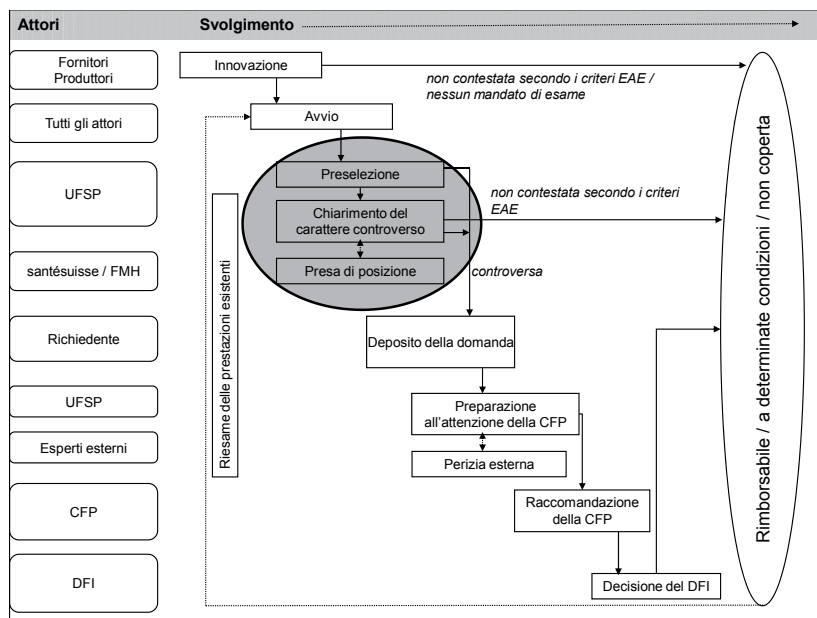 Attori
Svolgimento
Fornitori
Produttori
Innovazione
non contestata secondo i criteri EAE /
nessun mandato di esame
Tutti gli attori
Avvio
UFSP
Preselezione
non contestata secondo i criteri
EAE
Chiarimento del
carattere controverso
santésuisse / FMH
Presa di posizione
controversa
Riesame delle prestazioni esistenti
Richiedente
Deposito della domanda
UFSP
Preparazione
all'attenzione della CFP
Esperti esterni
Perizia esterna
CFP
Raccomandazione
della CFP
DFI
Decisione del DFI
Rimborsabile / a determinate condizioni / non coperta